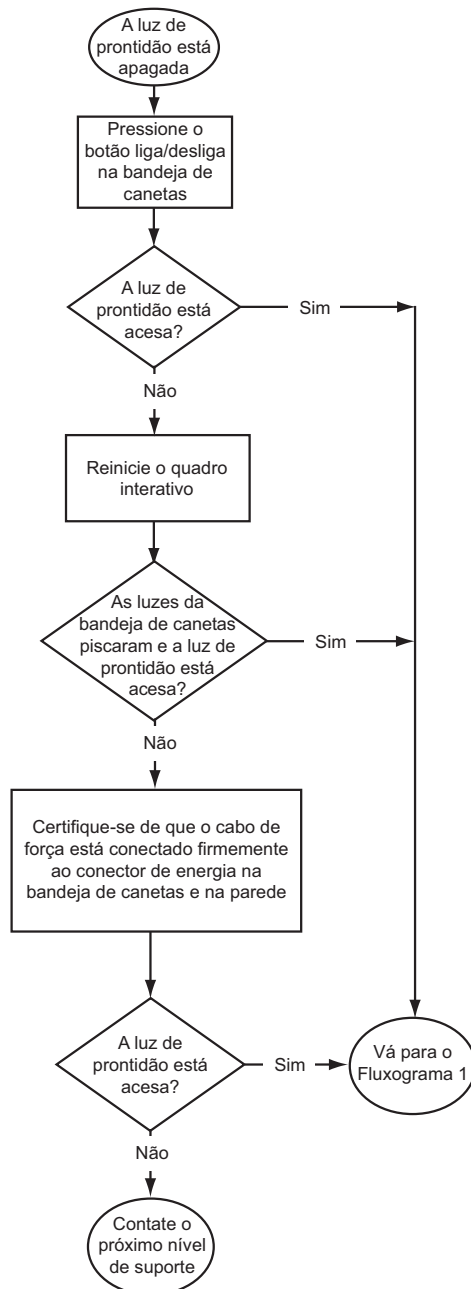 A luz de
prontidão está
apagada
Pressione o
botão liga/desliga
na bandeja de
canetas
A luz de
prontidão está
acesa?
Sim
Não
Reinicie o quadro
interativo
As luzes da
bandeja de canetas
piscaram e a luz de
prontidão está
acesa?
Sim
Não
Certifique-se de que o cabo de
força está conectado firmemente
ao conector de energia na
bandeja de canetas e na parede
A luz de
prontidão está
acesa?
Sim
Vá para o
Fluxograma 1
Não
Contate o
próximo nível
de suporte